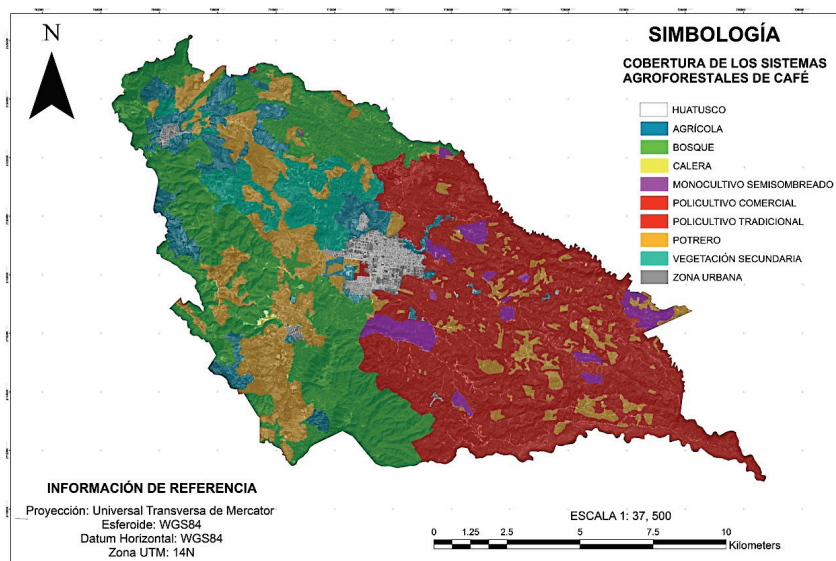 N
SIMBOLOGÍA
COBERTURA DE LOS SISTEMAS
AGROFORESTALES DE CAFÉ
HUATUSCO
AGRÍCOLA
BOSQUE
CALERA
MONOCULTIVO SEMISOMBREADO
POLICULTIVO COMERCIAL
POLICULTIVO TRADICIONAL
POTRERO
VEGETACIÓN SECUNDARIA
ZONA URBANA
INFORMACIÓN DE REFERENCIA
Proyección: Universal Transversa de Mercator
Esferoide: WGS84
Datum Horizontal: WGS84
Zona UTM: 14N
ESCALA 1: 37, 500
0 1.25 2.5 5 7.5 10
Kilometers